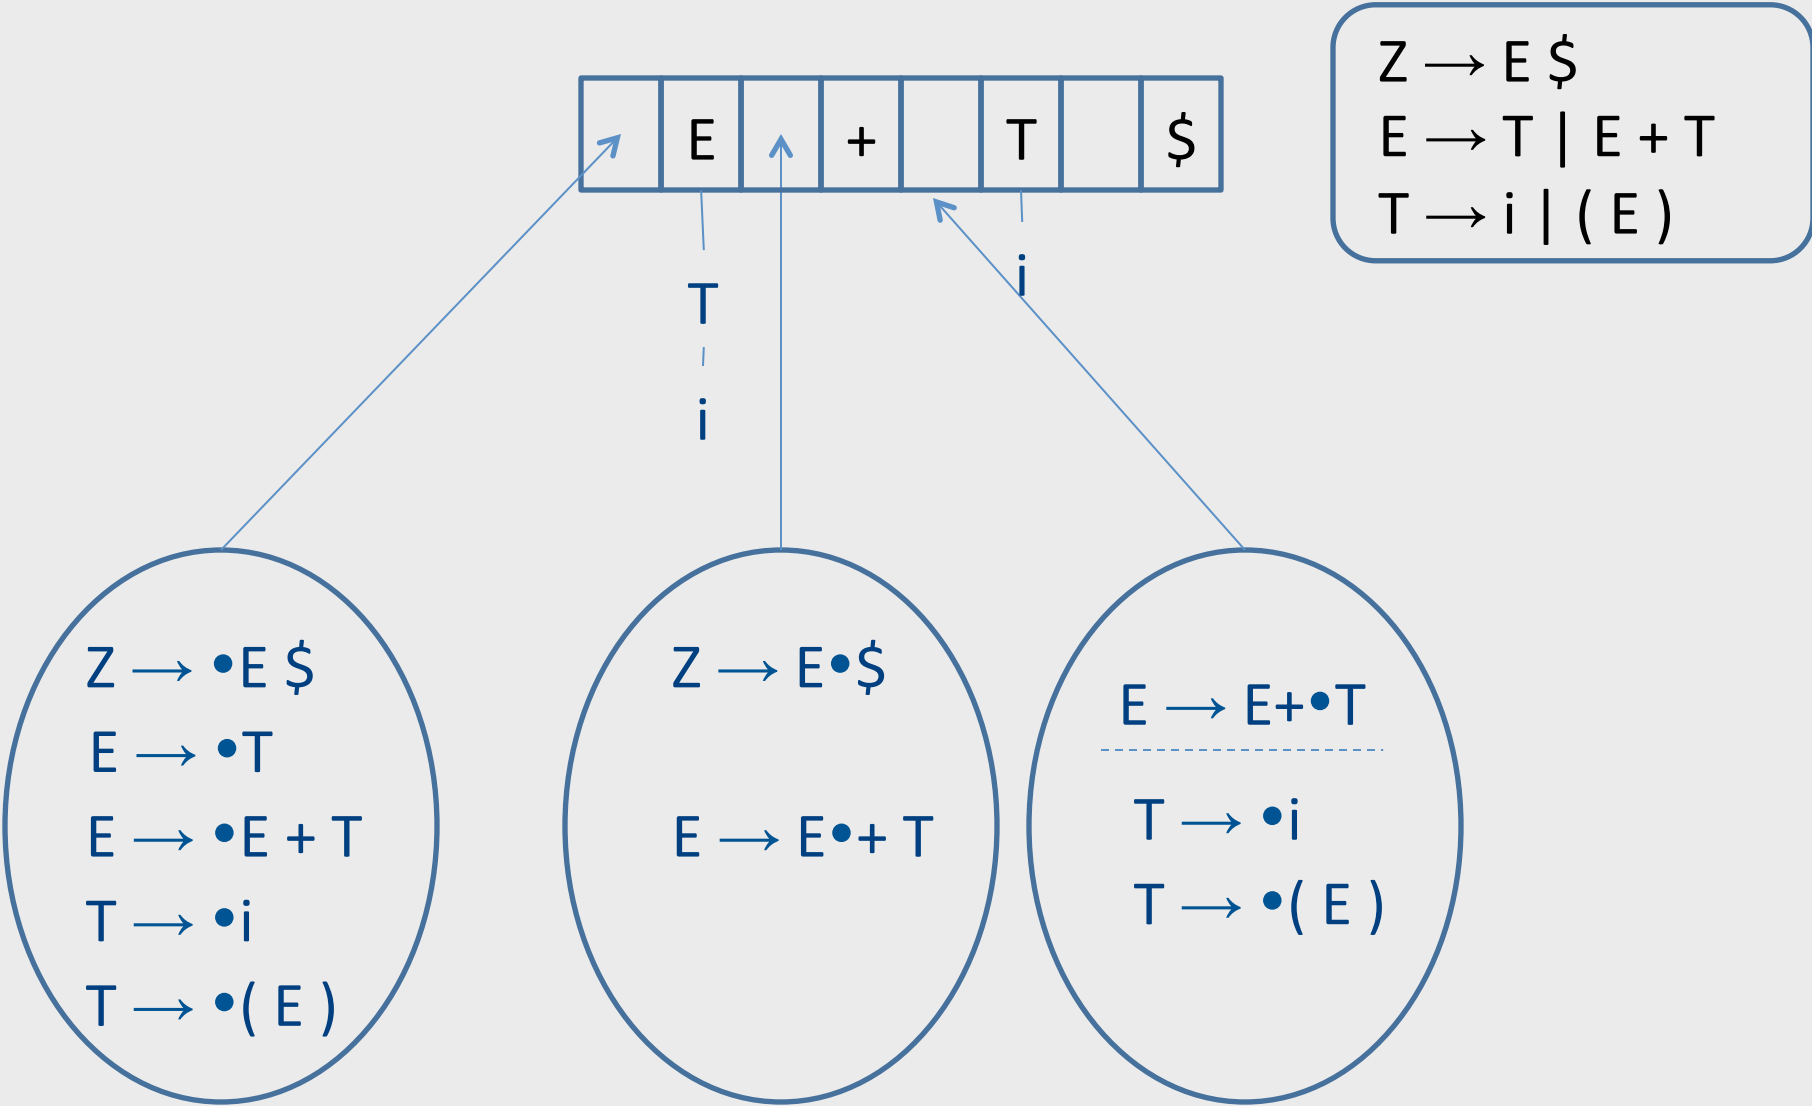 Z → E $
E → T | E + T
T → i | ( E )
E + T $
T
i
i
Z → •E $
E → •T
E → •E + T
T → •i
T → •( E )
Z → E•$
E → E•+ T
E → E+•T
T → •i
T → •( E )